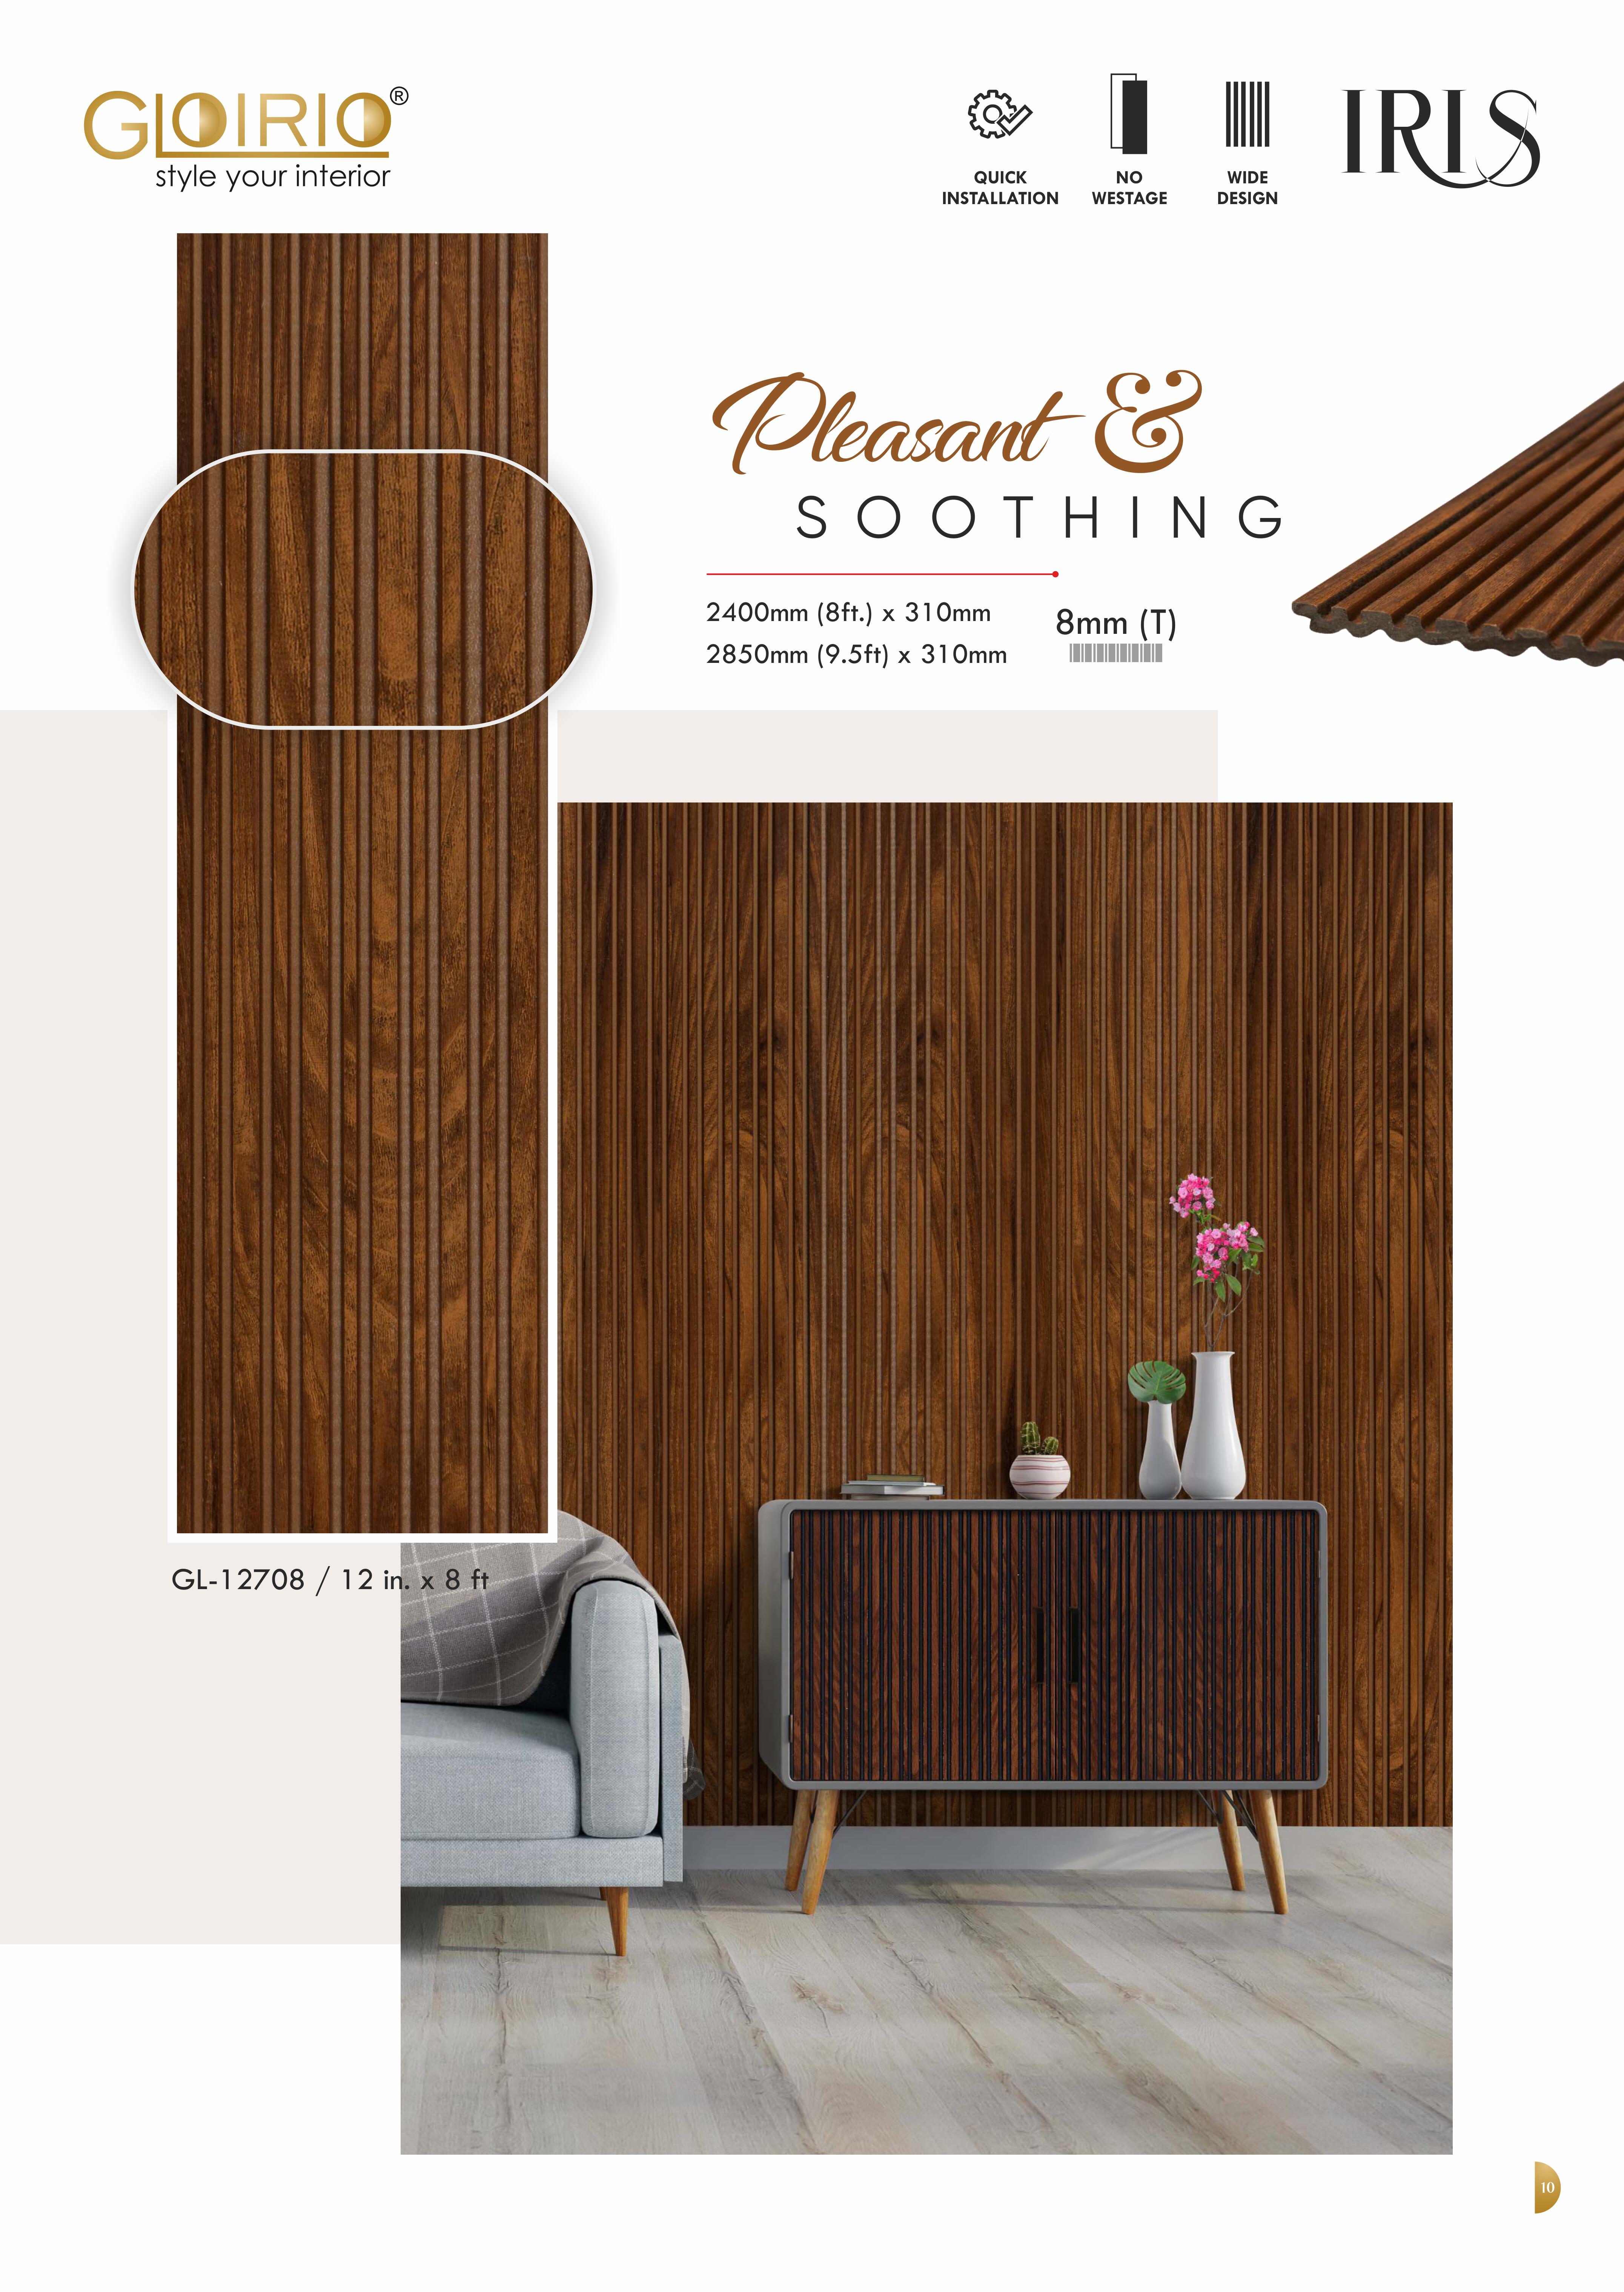 GLOIRIO®
style your interior
QUICK
INSTALLATION
NO
WESTAGE
WIDE
DESIGN
IRIS
Pleasant &
SOOTHING
2400mm (8ft.) x 310mm
2850mm (9.5ft) x 310mm
8mm (T)
GL-12708 / 12 in. x 8 ft
10